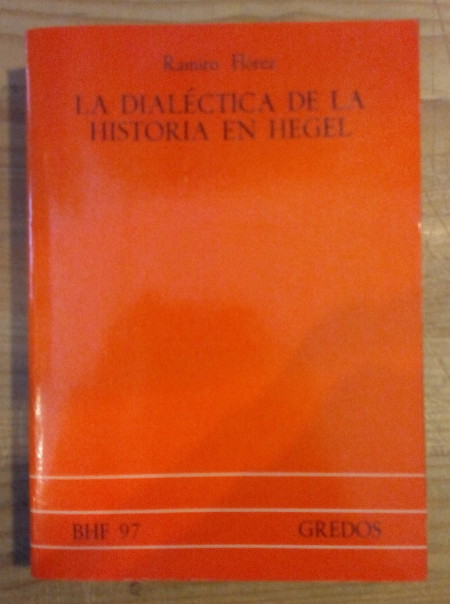 Ramiro Flórez
LA DIALÉCTICA DE LA
HISTORIA EN HEGEL
BHF 97 GREDOS